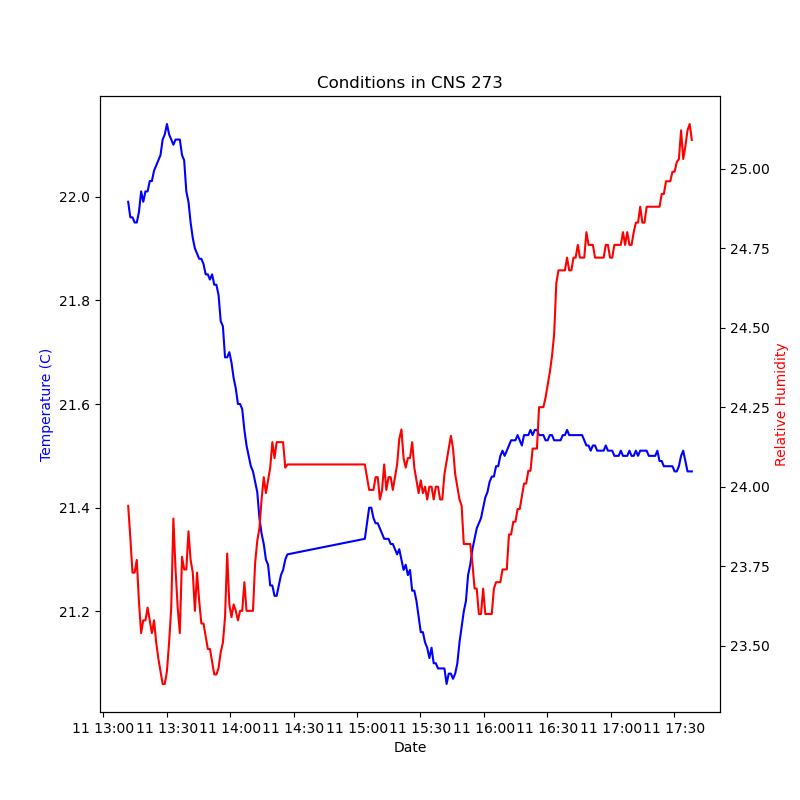 Conditions in CNS 273
22.0
21.8
21.6
21.4
21.2
Temperature (C)
25.00
24.75
24.50
24.25
24.00
23.75
23.50
Relative Humidity
11 13:00 11 13:30 11 14:00 11 14:30 11 15:00 11 15:30 11 16:00 11 16:30 11 17:00 11 17:30
Date